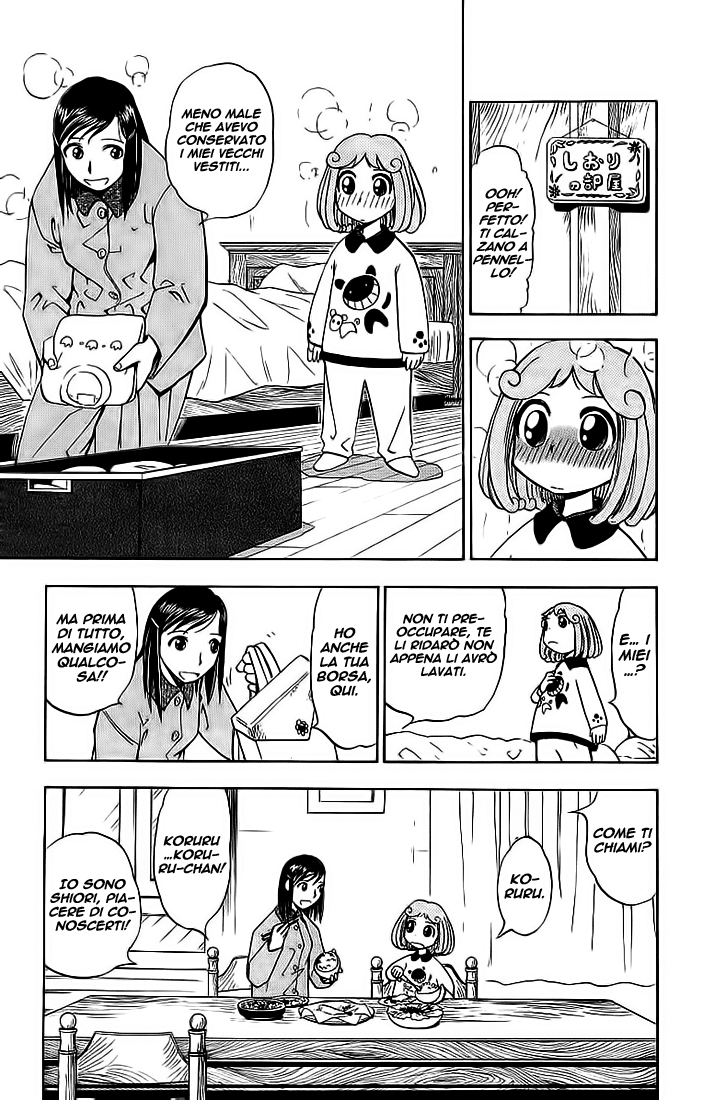 しおり
の部屋
OOH!
PER-
FETTO!
TI CAL-
ZANO A
PENNEL-
LO!
MENO MALE
CHE AVEVO
CONSERVATO
I MIEI VECCHI
VESTITI...
E... I
MIEI
...?
NON TI PRE-
OCCUPARE, TE
LI RIDARÒ NON
APPENA LI AVRÒ
LAVATI.
HO
ANCHE
LA TUA
BORSA,
QUI.
MA PRIMA
DI TUTTO,
MANGIAMO
QUALCO-
SA!!
COME TI
CHIAMI?
KO-
RURU.
KORURU
...KORU-
RU-CHAN!
IO SONO
SHIORI, PIA-
CERE DI CO-
NOSCERTI!